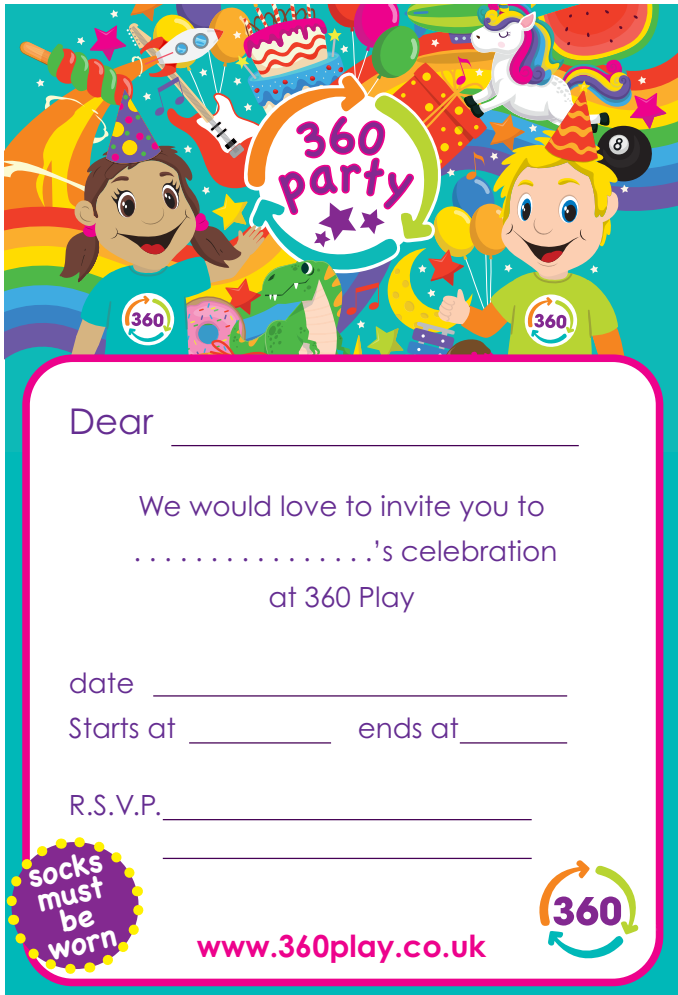 360
party
8
360
360
Dear
We would love to invite you to
. . . . . . . . . . . . . . . .’s celebration
at 360 Play
date
Starts at ends at
R.S.V.P.
socks
must
be
worn
360
www.360play.co.uk